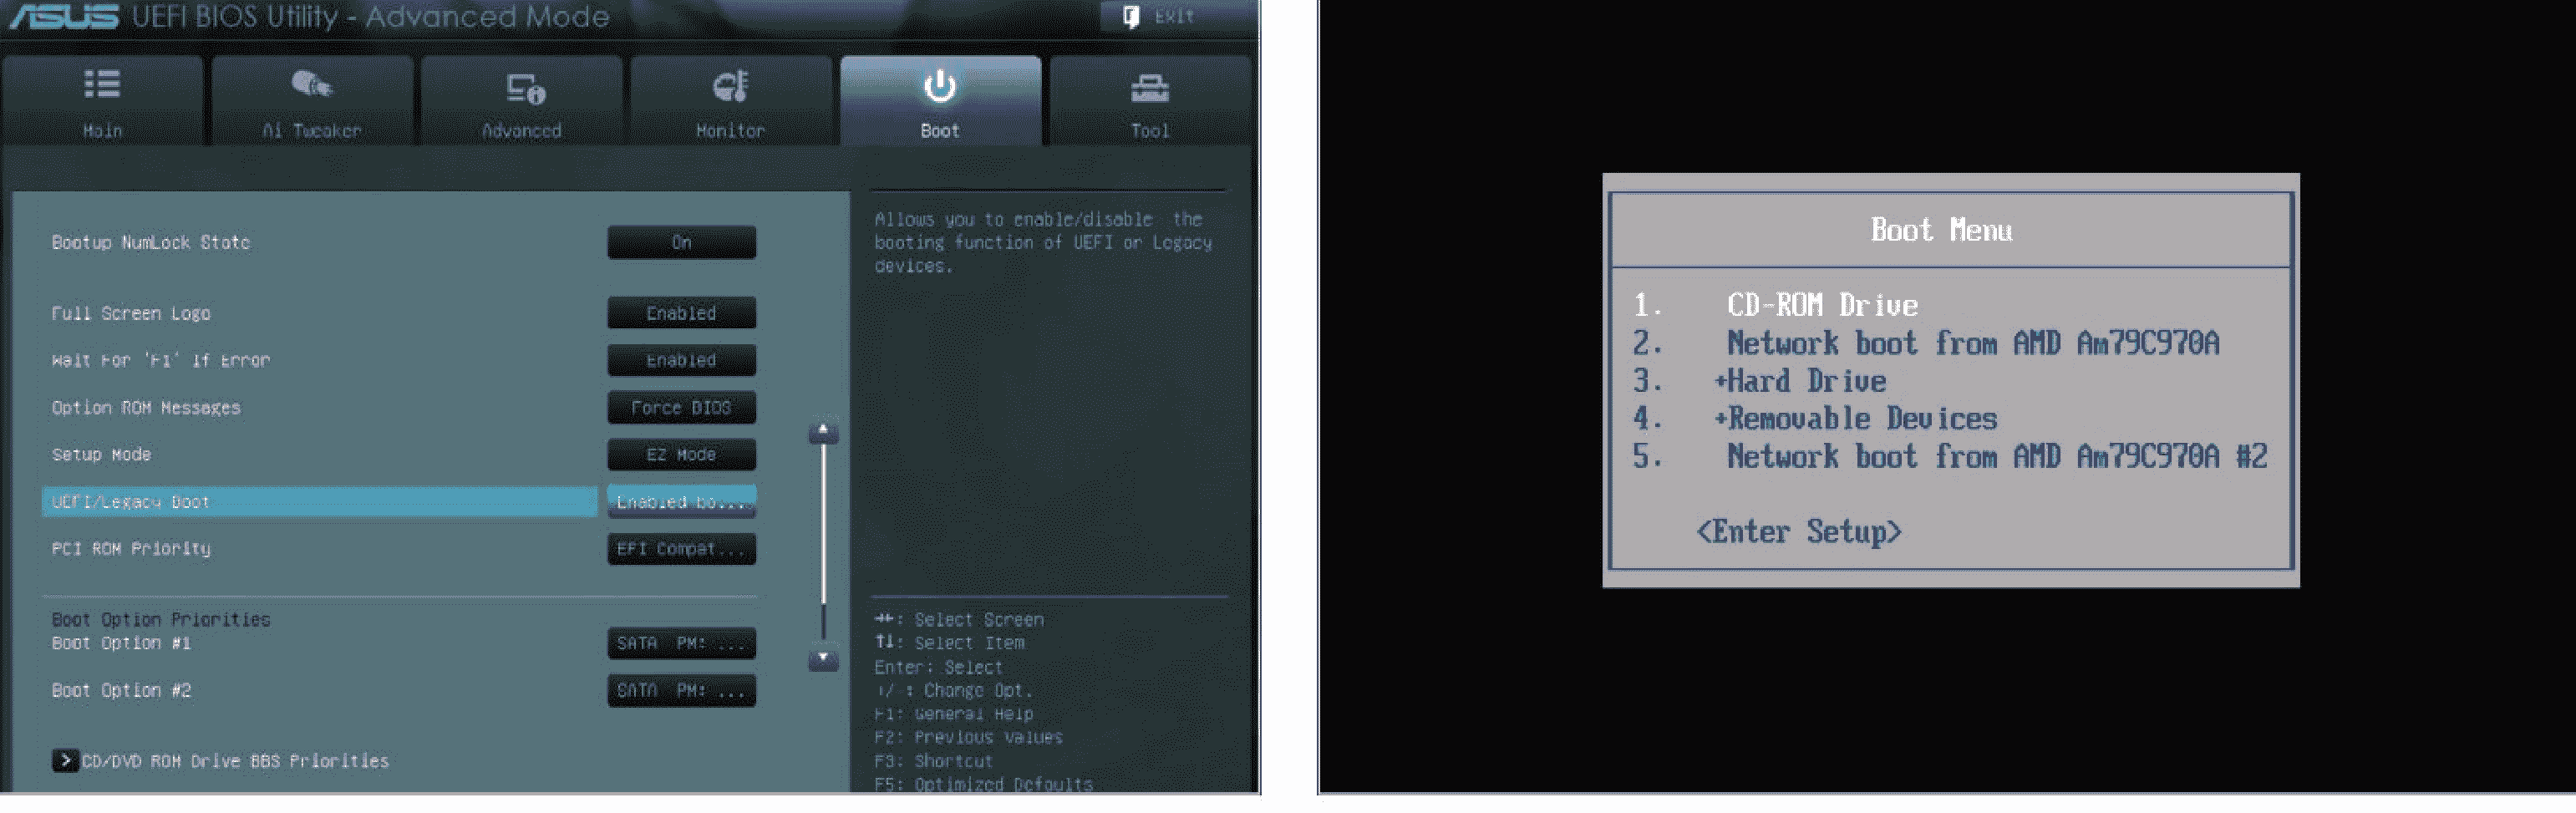 ASUS UEFI BIOS Utility - Advanced Mode
Exit
Main
Ai Tweaker
Advanced
Monitor
Boot
Tool
Bootup NumLock State
On
Full Screen Logo
Enabled
Wait For 'F1' If Error
Enabled
Option ROM Messages
Force BIOS
Setup Mode
EZ Mode
UEFI/Legacy Boot
Enabled bo...
PCI ROM Priority
EFI Compat...
Boot Option Priorities
Boot Option #1
SATA PM: ...
Boot Option #2
SATA PM: ...
> CD/DVD ROM Drive BBS Priorities
Allows you to enable/disable the
booting function of UEFI or Legacy
devices.
→←: Select Screen
↑↓: Select Item
Enter: Select
+/-: Change Opt.
F1: General Help
F2: Previous Values
F3: Shortcut
F5: Optimized Defaults
Boot Menu
1. CD-ROM Drive
2. Network boot from AMD Am79C970A
3. +Hard Drive
4. +Removable Devices
5. Network boot from AMD Am79C970A #2
<Enter Setup>